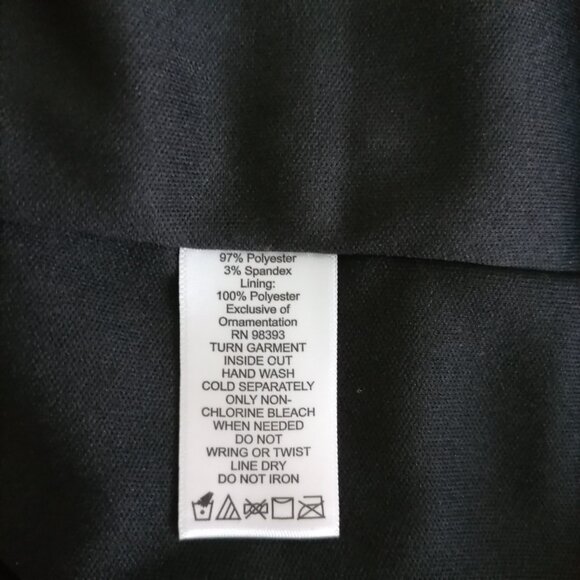 97% Polyester
3% Spandex
Lining:
100% Polyester
Exclusive of
Ornamentation
RN 98393
TURN GARMENT
INSIDE OUT
HAND WASH
COLD SEPARATELY
ONLY NON-
CHLORINE BLEACH
WHEN NEEDED
DO NOT
WRING OR TWIST
LINE DRY
DO NOT IRON